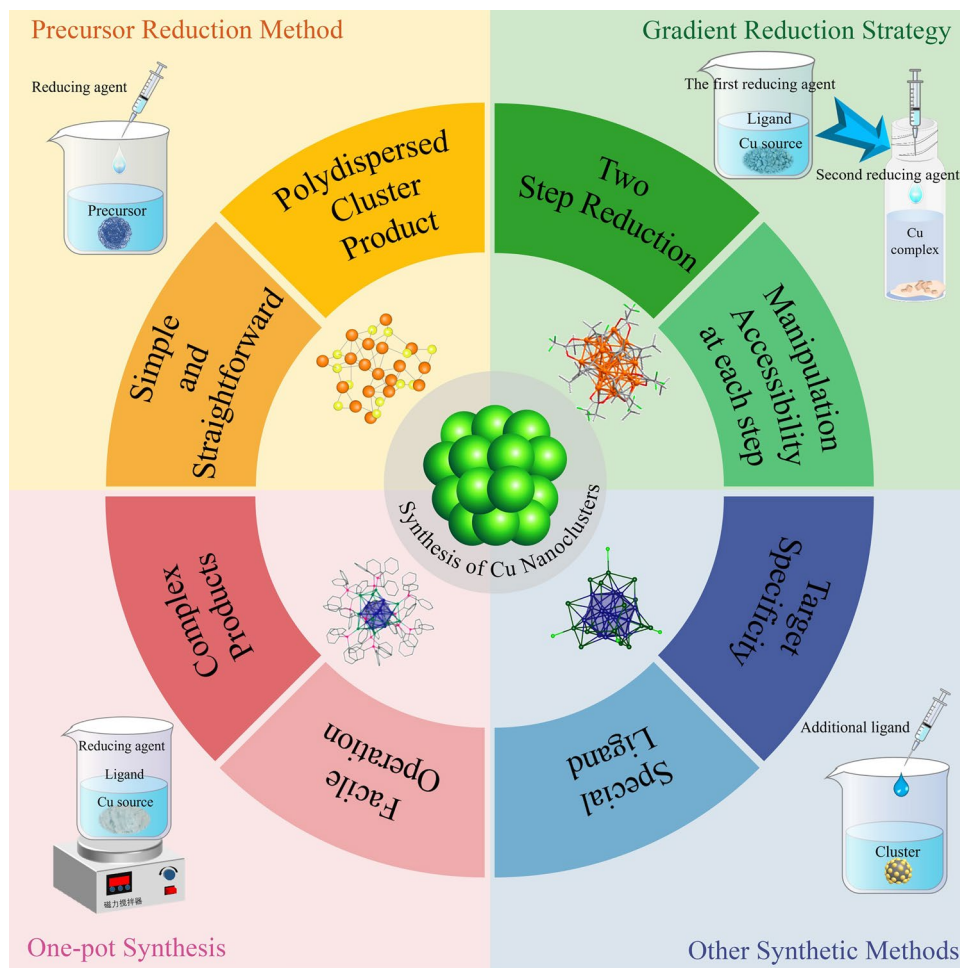 Precursor Reduction Method
Gradient Reduction Strategy
Reducing agent
Precursor
Polydispersed
Cluster
Product
Simple
and
Straightforward
Two
Step Reduction
The first reducing agent
Ligand
Cu source
Second reducing agent
Cu
complex
Manipulation
Accessibility
at each step
Synthesis of Cu Nanoclusters
Complex
Products
Facile
Operation
Target
Specificity
Special
Ligand
Reducing agent
Ligand
Cu source
磁力搅拌器
Additional ligand
Cluster
One-pot Synthesis
Other Synthetic Methods